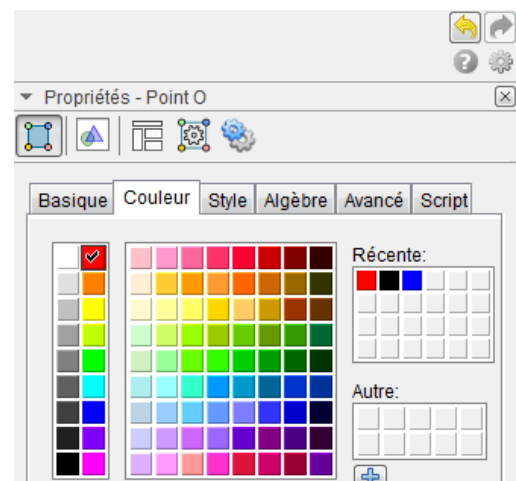 Propriétés - Point O
Basique Couleur Style Algèbre Avancé Script
Récente:
Autre: